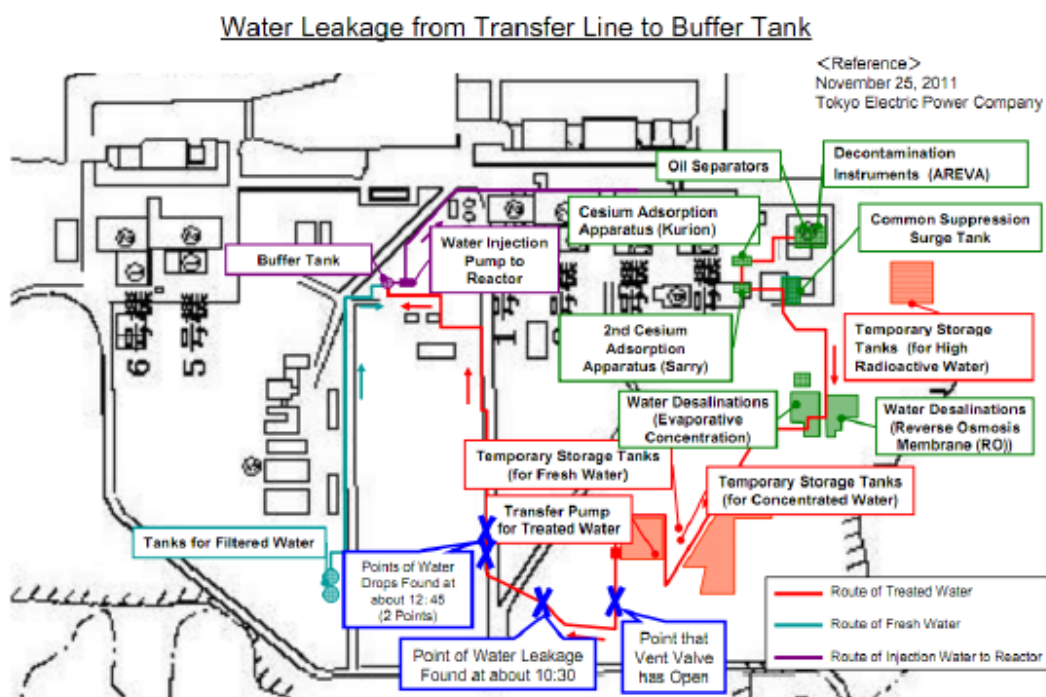 Water Leakage from Transfer Line to Buffer Tank
<Reference>
November 25, 2011
Tokyo Electric Power Company
Oil Separators
Decontamination
Instruments (AREVA)
Cesium Adsorption
Apparatus (Kurion)
Common Suppression
Surge Tank
Buffer Tank
Water Injection
Pump to
Reactor
6号機
5号機
1号機
2nd Cesium
Adsorption
Apparatus (Sarry)
Temporary Storage
Tanks (for High
Radioactive Water)
Water Desalinations
(Evaporative
Concentration)
Water Desalinations
(Reverse Osmosis
Membrane (RO))
Temporary Storage Tanks
(for Fresh Water)
Temporary Storage Tanks
(for Concentrated Water)
Transfer Pump
for Treated Water
Tanks for Filtered Water
Points of Water
Drops Found at
about 12:45
(2 Points)
Point of Water Leakage
Found at about 10:30
Point that
Vent Valve
has Open
Route of Treated Water
Route of Fresh Water
Route of Injection Water to Reactor